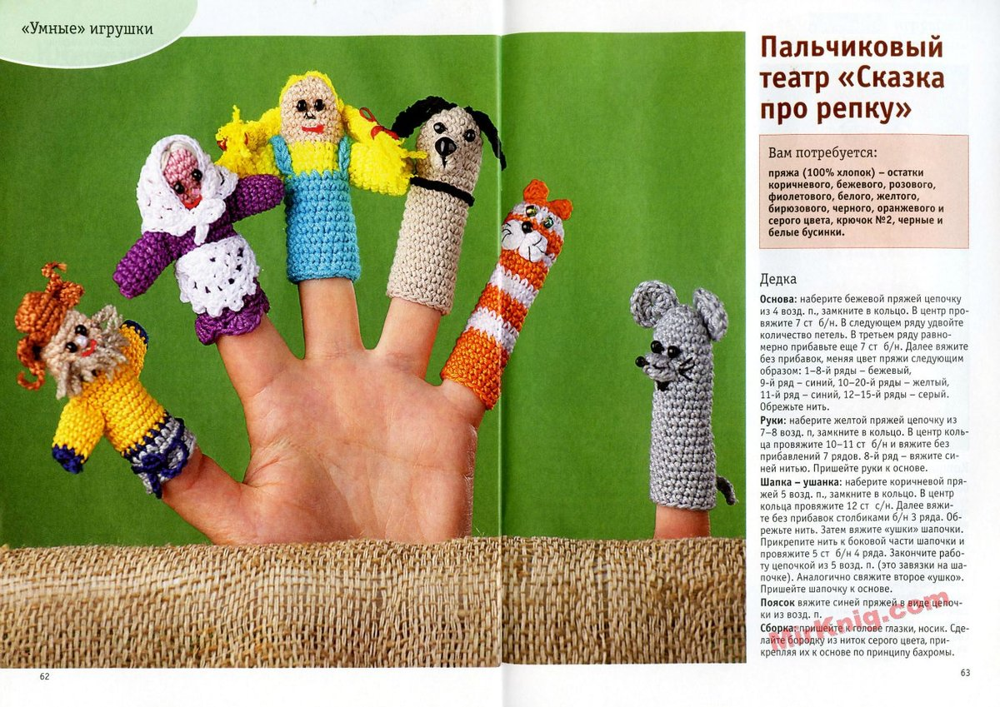 «Умные» игрушки
Пальчиковый
театр «Сказка
про репку»
Вам потребуется:
пряжа (100% хлопок) – остатки
коричневого, бежевого, розового,
фиолетового, белого, желтого,
бирюзового, черного, оранжевого и
серого цвета, крючок №2, черные и
белые бусинки.
Дедка
Основа: наберите бежевой пряжей цепочку
из 4 возд. п., замкните в кольцо. В центр про-
вяжите 7 ст б/н. В следующем ряду удвойте
количество петель. В третьем ряду равно-
мерно прибавьте еще 7 ст б/н. Далее вяжите
без прибавок, меняя цвет пряжи следующим
образом: 1–8-й ряды – бежевый,
9-й ряд – синий, 10–20-й ряды – желтый,
11-й ряд – синий, 12–15-й ряды – серый.
Обрежьте нить.
Руки: наберите желтой пряжей цепочку из
7–8 возд. п, замкните в кольцо. В центр коль-
ца провяжите 10–11 ст б/н и вяжите без
прибавлений 7 рядов. 8-й ряд – вяжите си-
ней нитью. Пришейте руки к основе.
Шапка – ушанка: наберите коричневой пря-
жей 5 возд. п., замкните в кольцо. В центр
кольца провяжите 12 ст с/н. Далее вяжи-
те без прибавок столбиками б/н 3 ряда. Об-
режьте нить. Затем вяжите «ушки» шапочки.
Прикрепите нить к боковой части шапочки и
провяжите 5 ст б/н 4 ряда. Закончите рабо-
ту цепочкой из 5 возд. п. (это завязки на ша-
почке). Аналогично свяжите второе «ушко».
Пришейте шапочку к основе.
Поясок вяжите синей пряжей в виде цепоч-
ки из возд. п.
Сборка: пришейте к голове глазки, носик. Сде-
лайте бородку из ниток серого цвета, при-
крепляя их к основе по принципу бахромы.
MirKnig.com
62
63